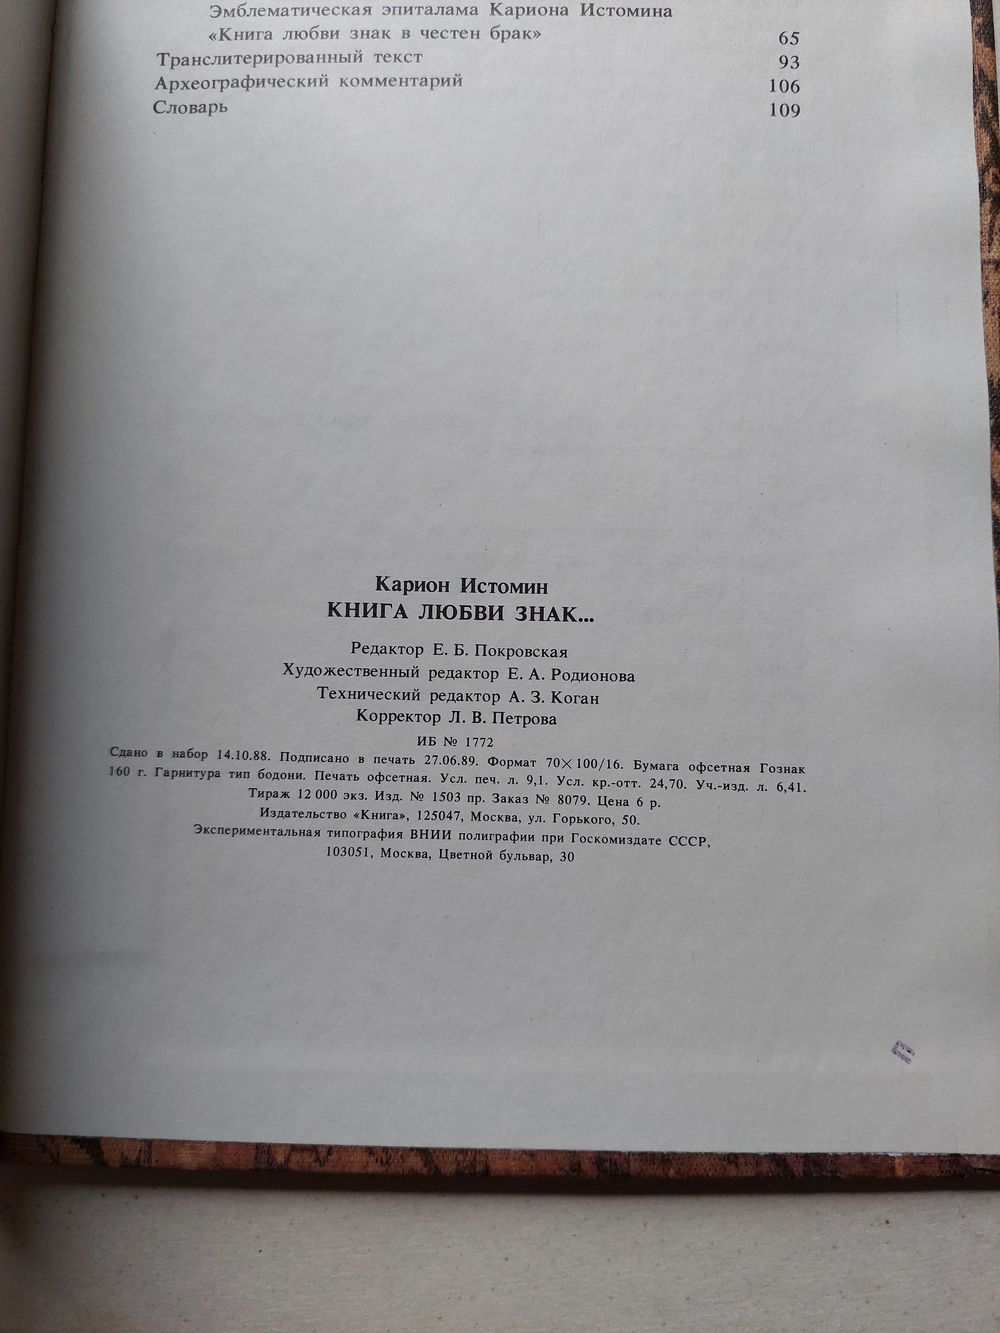 Эмблематическая эпиталама Кариона Истомина
«Книга любви знак в честен брак» 65
Транслитерированный текст 93
Археографический комментарий 106
Словарь 109
Карион Истомин
КНИГА ЛЮБВИ ЗНАК...
Редактор Е. Б. Покровская
Художественный редактор Е. А. Родионова
Технический редактор А. З. Коган
Корректор Л. В. Петрова
ИБ № 1772
Сдано в набор 14.10.88. Подписано в печать 27.06.89. Формат 70×100/16. Бумага офсетная Гознак
160 г. Гарнитура тип бодони. Печать офсетная. Усл. печ. л. 9,1. Усл. кр.-отт. 24,70. Уч.-изд. л. 6,41.
Тираж 12 000 экз. Изд. № 1503 пр. Заказ № 8079. Цена 6 р.
Издательство «Книга», 125047, Москва, ул. Горького, 50.
Экспериментальная типография ВНИИ полиграфии при Госкомиздате СССР,
103051, Москва, Цветной бульвар, 30